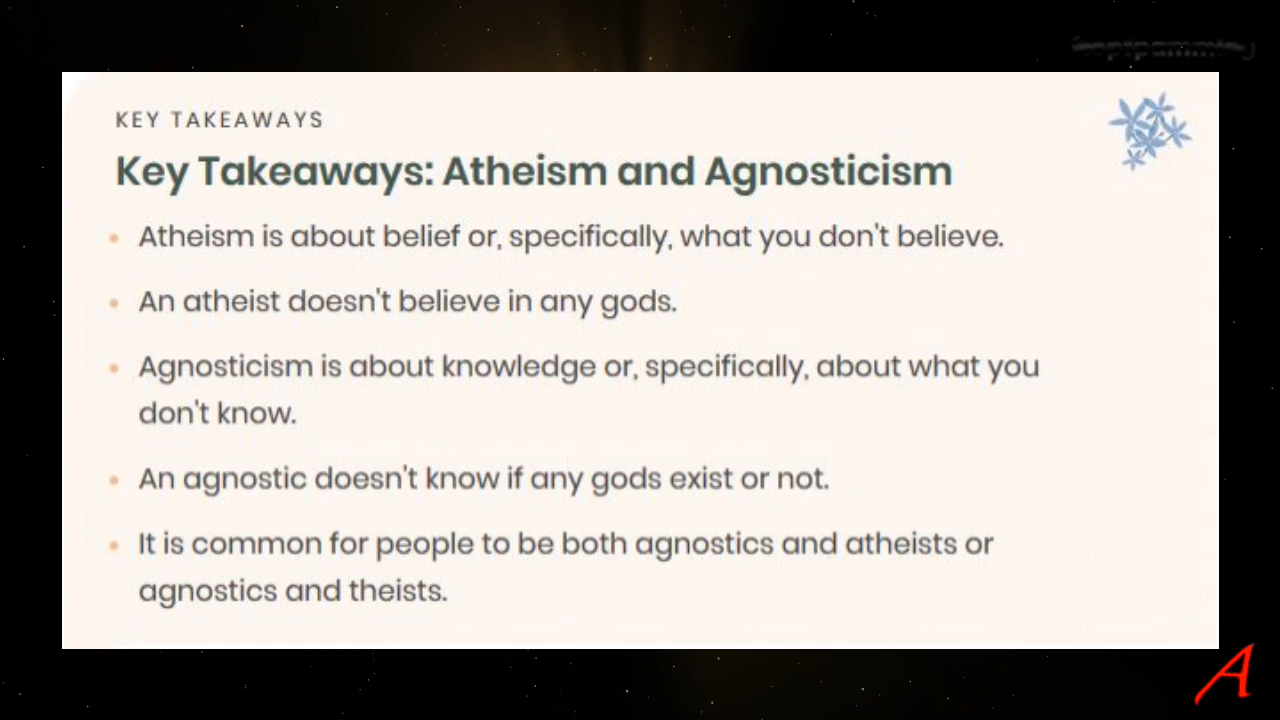 KEY TAKEAWAYS
Key Takeaways: Atheism and Agnosticism
• Atheism is about belief or, specifically, what you don't believe.
• An atheist doesn't believe in any gods.
• Agnosticism is about knowledge or, specifically, about what you
don't know.
• An agnostic doesn't know if any gods exist or not.
• It is common for people to be both agnostics and atheists or
agnostics and theists.
A